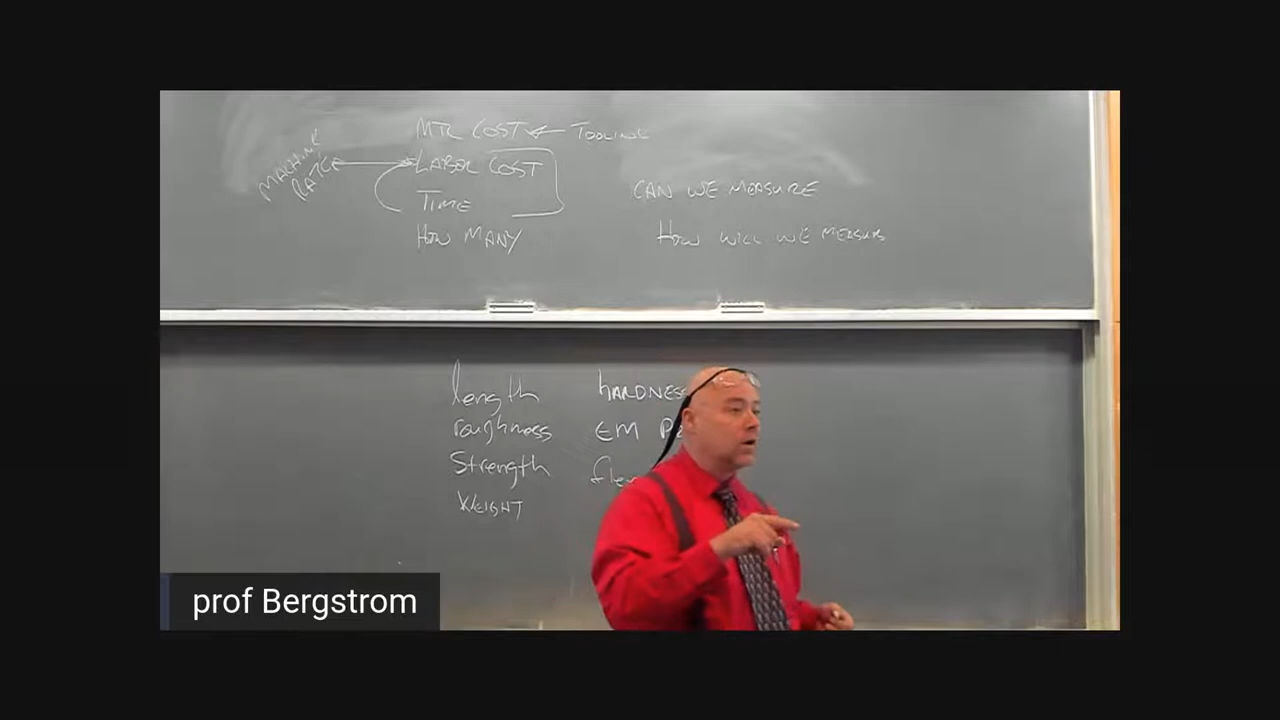 MTL COST ← TOOLING
MACHINE
RATE
LABOR COST
TIME
HOW MANY
CAN WE MEASURE
HOW WILL WE MEASURE
length
roughness
Strength
WEIGHT
hARDNESS
EM
prof Bergstrom